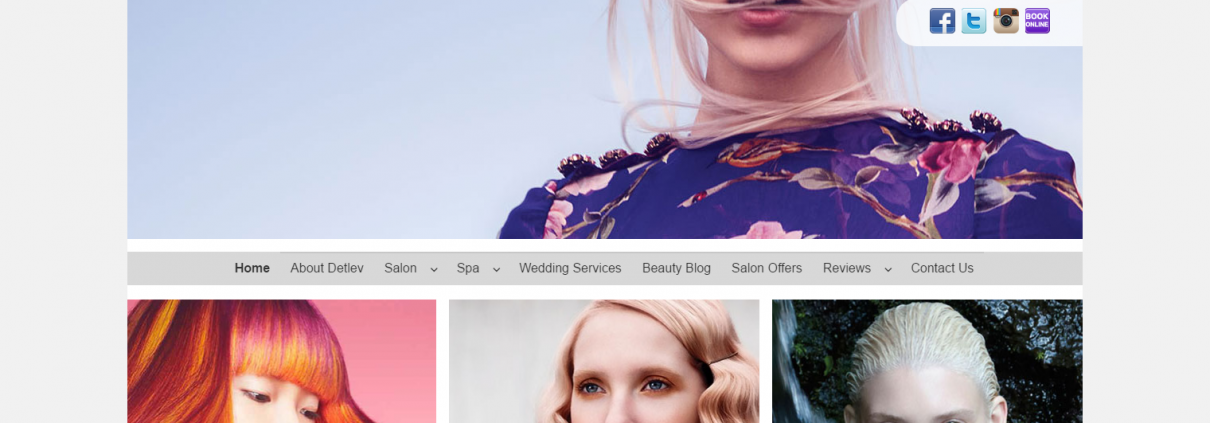 BOOK
ONLINE
Home About Detlev Salon Spa Wedding Services Beauty Blog Salon Offers Reviews Contact Us